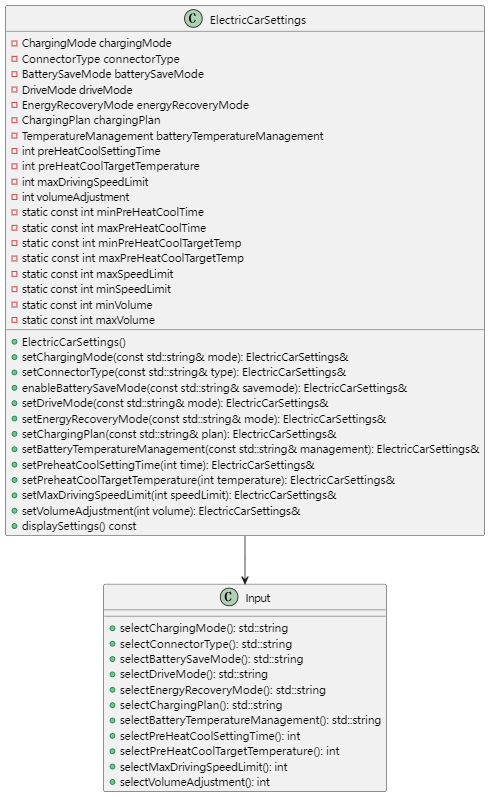 C ElectricCarSettings
ChargingMode chargingMode
ConnectorType connectorType
BatterySaveMode batterySaveMode
DriveMode driveMode
EnergyRecoveryMode energyRecoveryMode
ChargingPlan chargingPlan
TemperatureManagement batteryTemperatureManagement
int preHeatCoolSettingTime
int preHeatCoolTargetTemperature
int maxDrivingSpeedLimit
int volumeAdjustment
static const int minPreHeatCoolTime
static const int maxPreHeatCoolTime
static const int minPreHeatCoolTargetTemp
static const int maxPreHeatCoolTargetTemp
static const int maxSpeedLimit
static const int minSpeedLimit
static const int minVolume
static const int maxVolume
ElectricCarSettings()
setChargingMode(const std::string& mode): ElectricCarSettings&
setConnectorType(const std::string& type): ElectricCarSettings&
enableBatterySaveMode(const std::string& savemode): ElectricCarSettings&
setDriveMode(const std::string& mode): ElectricCarSettings&
setEnergyRecoveryMode(const std::string& mode): ElectricCarSettings&
setChargingPlan(const std::string& plan): ElectricCarSettings&
setBatteryTemperatureManagement(const std::string& management): ElectricCarSettings&
setPreheatCoolSettingTime(int time): ElectricCarSettings&
setPreheatCoolTargetTemperature(int temperature): ElectricCarSettings&
setMaxDrivingSpeedLimit(int speedLimit): ElectricCarSettings&
setVolumeAdjustment(int volume): ElectricCarSettings&
displaySettings() const
C Input
selectChargingMode(): std::string
selectConnectorType(): std::string
selectBatterySaveMode(): std::string
selectDriveMode(): std::string
selectEnergyRecoveryMode(): std::string
selectChargingPlan(): std::string
selectBatteryTemperatureManagement(): std::string
selectPreHeatCoolSettingTime(): int
selectPreHeatCoolTargetTemperature(): int
selectMaxDrivingSpeedLimit(): int
selectVolumeAdjustment(): int